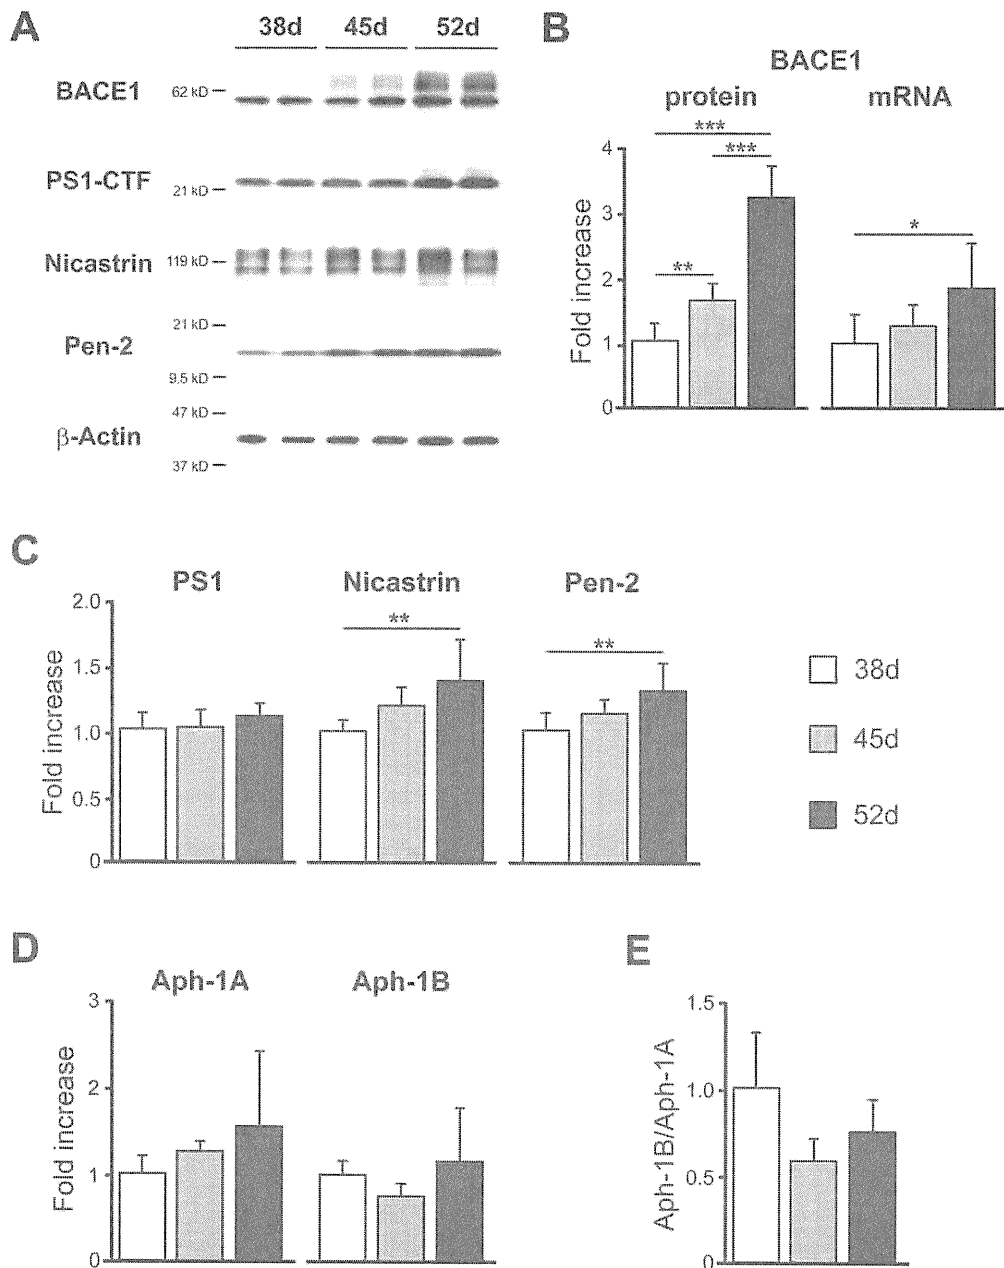 A
38d 45d 52d
BACE1
62 kD
PS1-CTF
21 kD
Nicastrin
119 kD
21 kD
Pen-2
9.5 kD
47 kD
β-Actin
37 kD
B
BACE1
protein mRNA
***
***
**
*
Fold increase
4
3
2
1
0
C
PS1 Nicastrin Pen-2
**
**
Fold increase
2.0
1.5
1.0
0.5
0
38d
45d
52d
D
Aph-1A Aph-1B
Fold increase
3
2
1
0
E
Aph-1B/Aph-1A
1.5
1.0
0.5
0